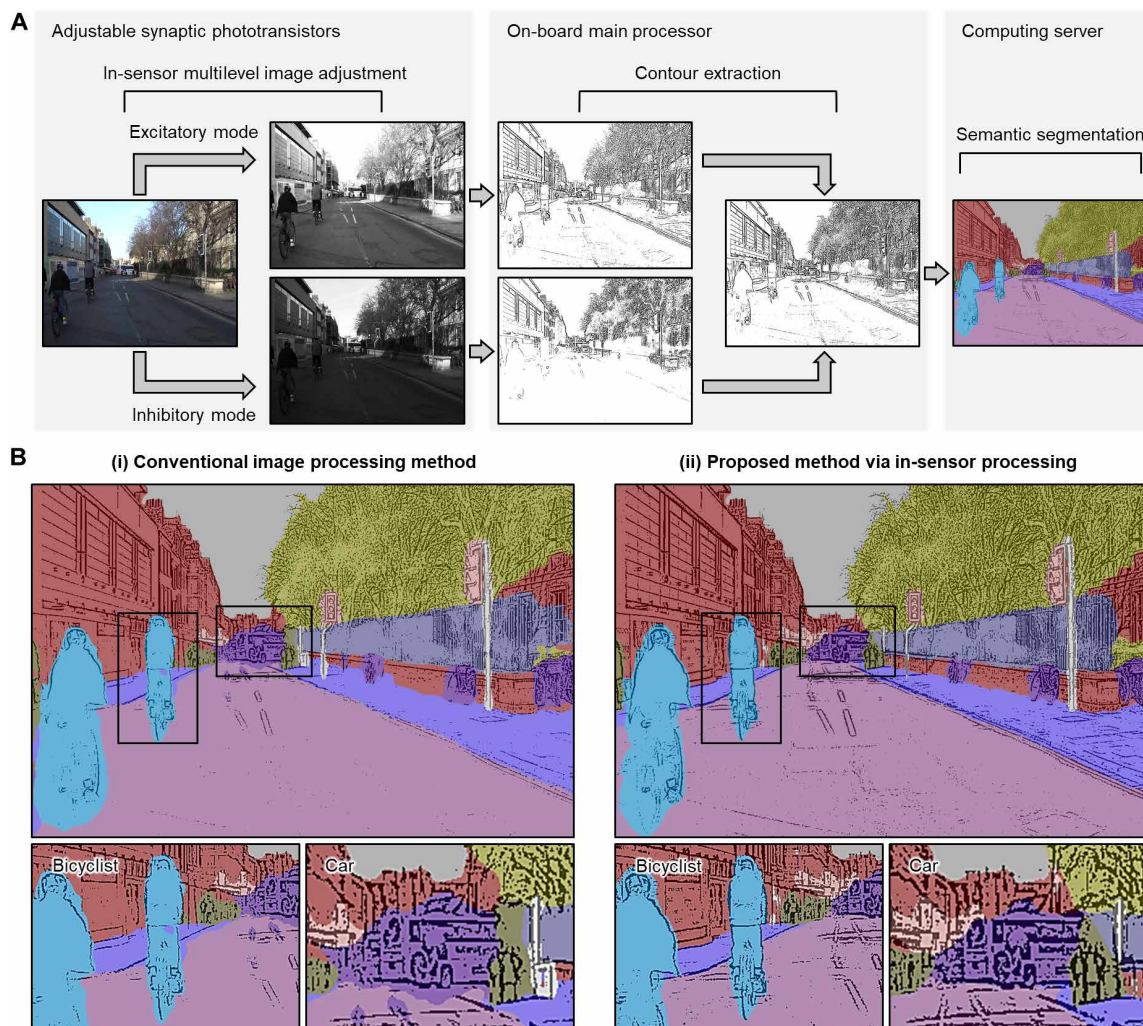 A
Adjustable synaptic phototransistors
On-board main processor
Computing server
In-sensor multilevel image adjustment
Contour extraction
Excitatory mode
Semantic segmentation
Inhibitory mode
B
(i) Conventional image processing method
(ii) Proposed method via in-sensor processing
Bicyclist
Car
Bicyclist
Car